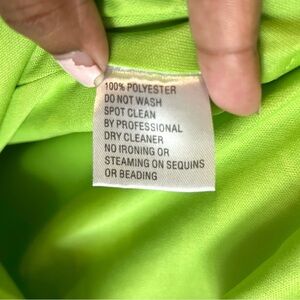 100% POLYESTER
DO NOT WASH
SPOT CLEAN
BY PROFESSIONAL
DRY CLEANER
NO IRONING OR
STEAMING ON SEQUINS
OR BEADING